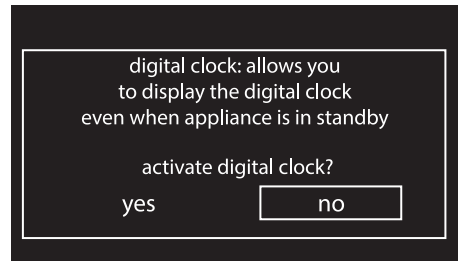 digital clock: allows you
to display the digital clock
even when appliance is in standby
activate digital clock?
yes no